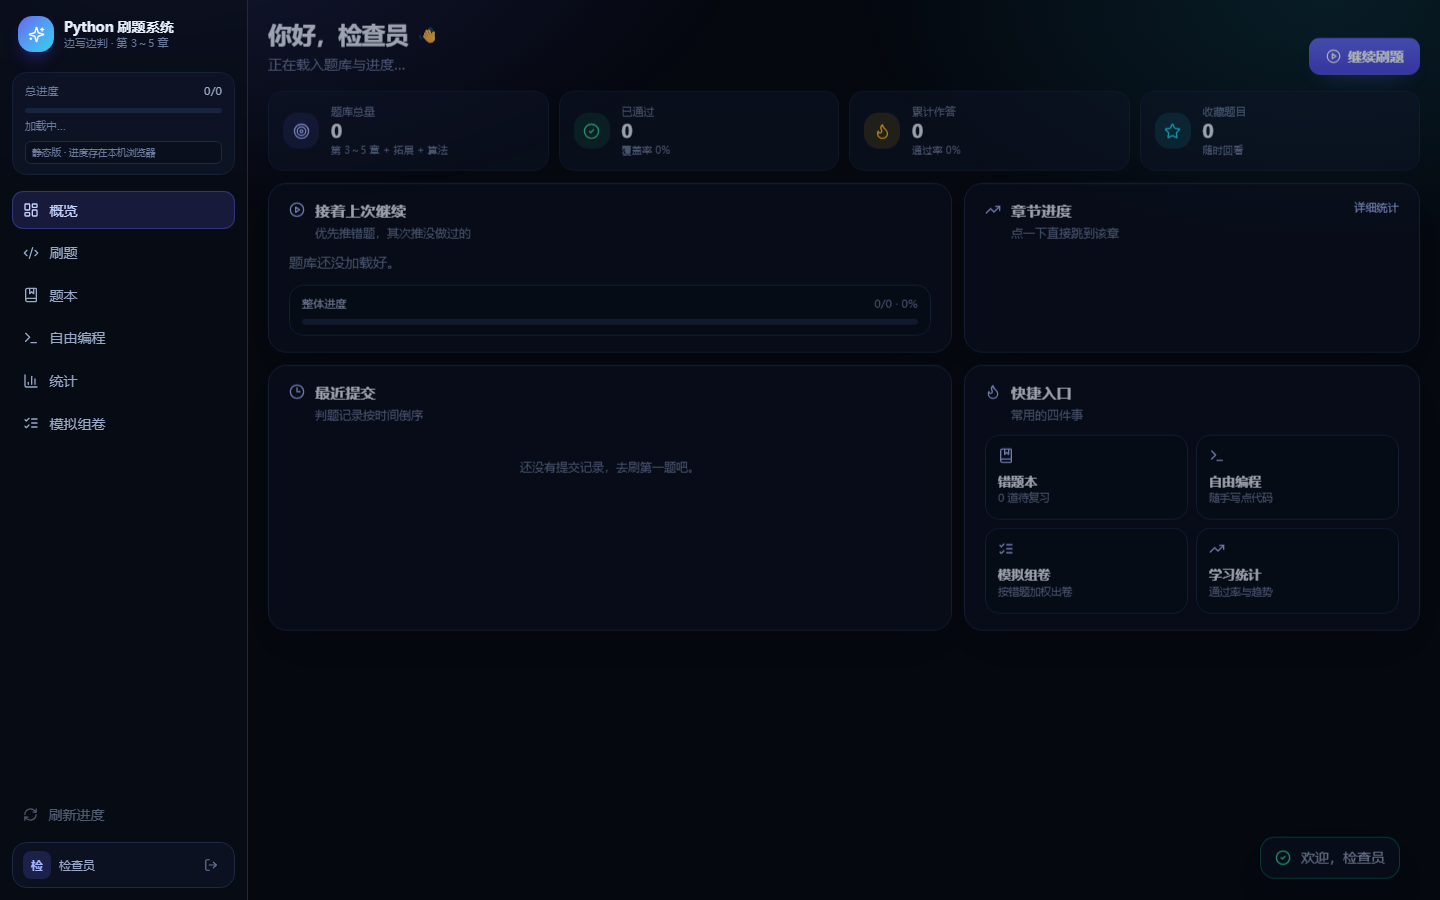 Python 刷题系统
边写边判 · 第 3 ~ 5 章
总进度
0/0
加载中...
静态版 · 进度存在本机浏览器
概览
刷题
题本
自由编程
统计
模拟组卷
刷新进度
检
检查员
你好，检查员 👋
正在载入题库与进度...
继续刷题
题库总量
0
第 3 ~ 5 章 + 拓展 + 算法
已通过
0
覆盖率 0%
累计作答
0
通过率 0%
收藏题目
0
随时回看
接着上次继续
优先推错题，其次推没做过的
题库还没加载好。
整体进度
0/0 · 0%
章节进度
点一下直接跳到该章
详细统计
最近提交
判题记录按时间倒序
还没有提交记录，去刷第一题吧。
快捷入口
常用的四件事
错题本
0 道待复习
自由编程
随手写点代码
模拟组卷
按错题加权出卷
学习统计
通过率与趋势
欢迎，检查员